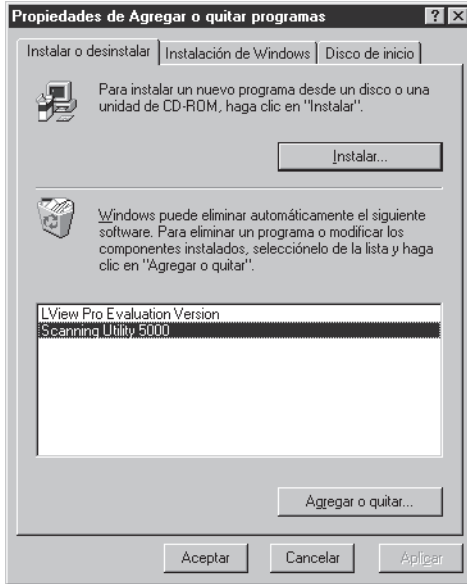 Propiedades de Agregar o quitar programas
Instalar o desinstalar Instalación de Windows Disco de inicio
Para instalar un nuevo programa desde un disco o una
unidad de CD-ROM, haga clic en "Instalar".
Instalar...
Windows puede eliminar automáticamente el siguiente
software. Para eliminar un programa o modificar los
componentes instalados, selecciónelo de la lista y haga
clic en "Agregar o quitar".
LView Pro Evaluation Version
Scanning Utility 5000
Agregar o quitar...
Aceptar Cancelar Aplicar